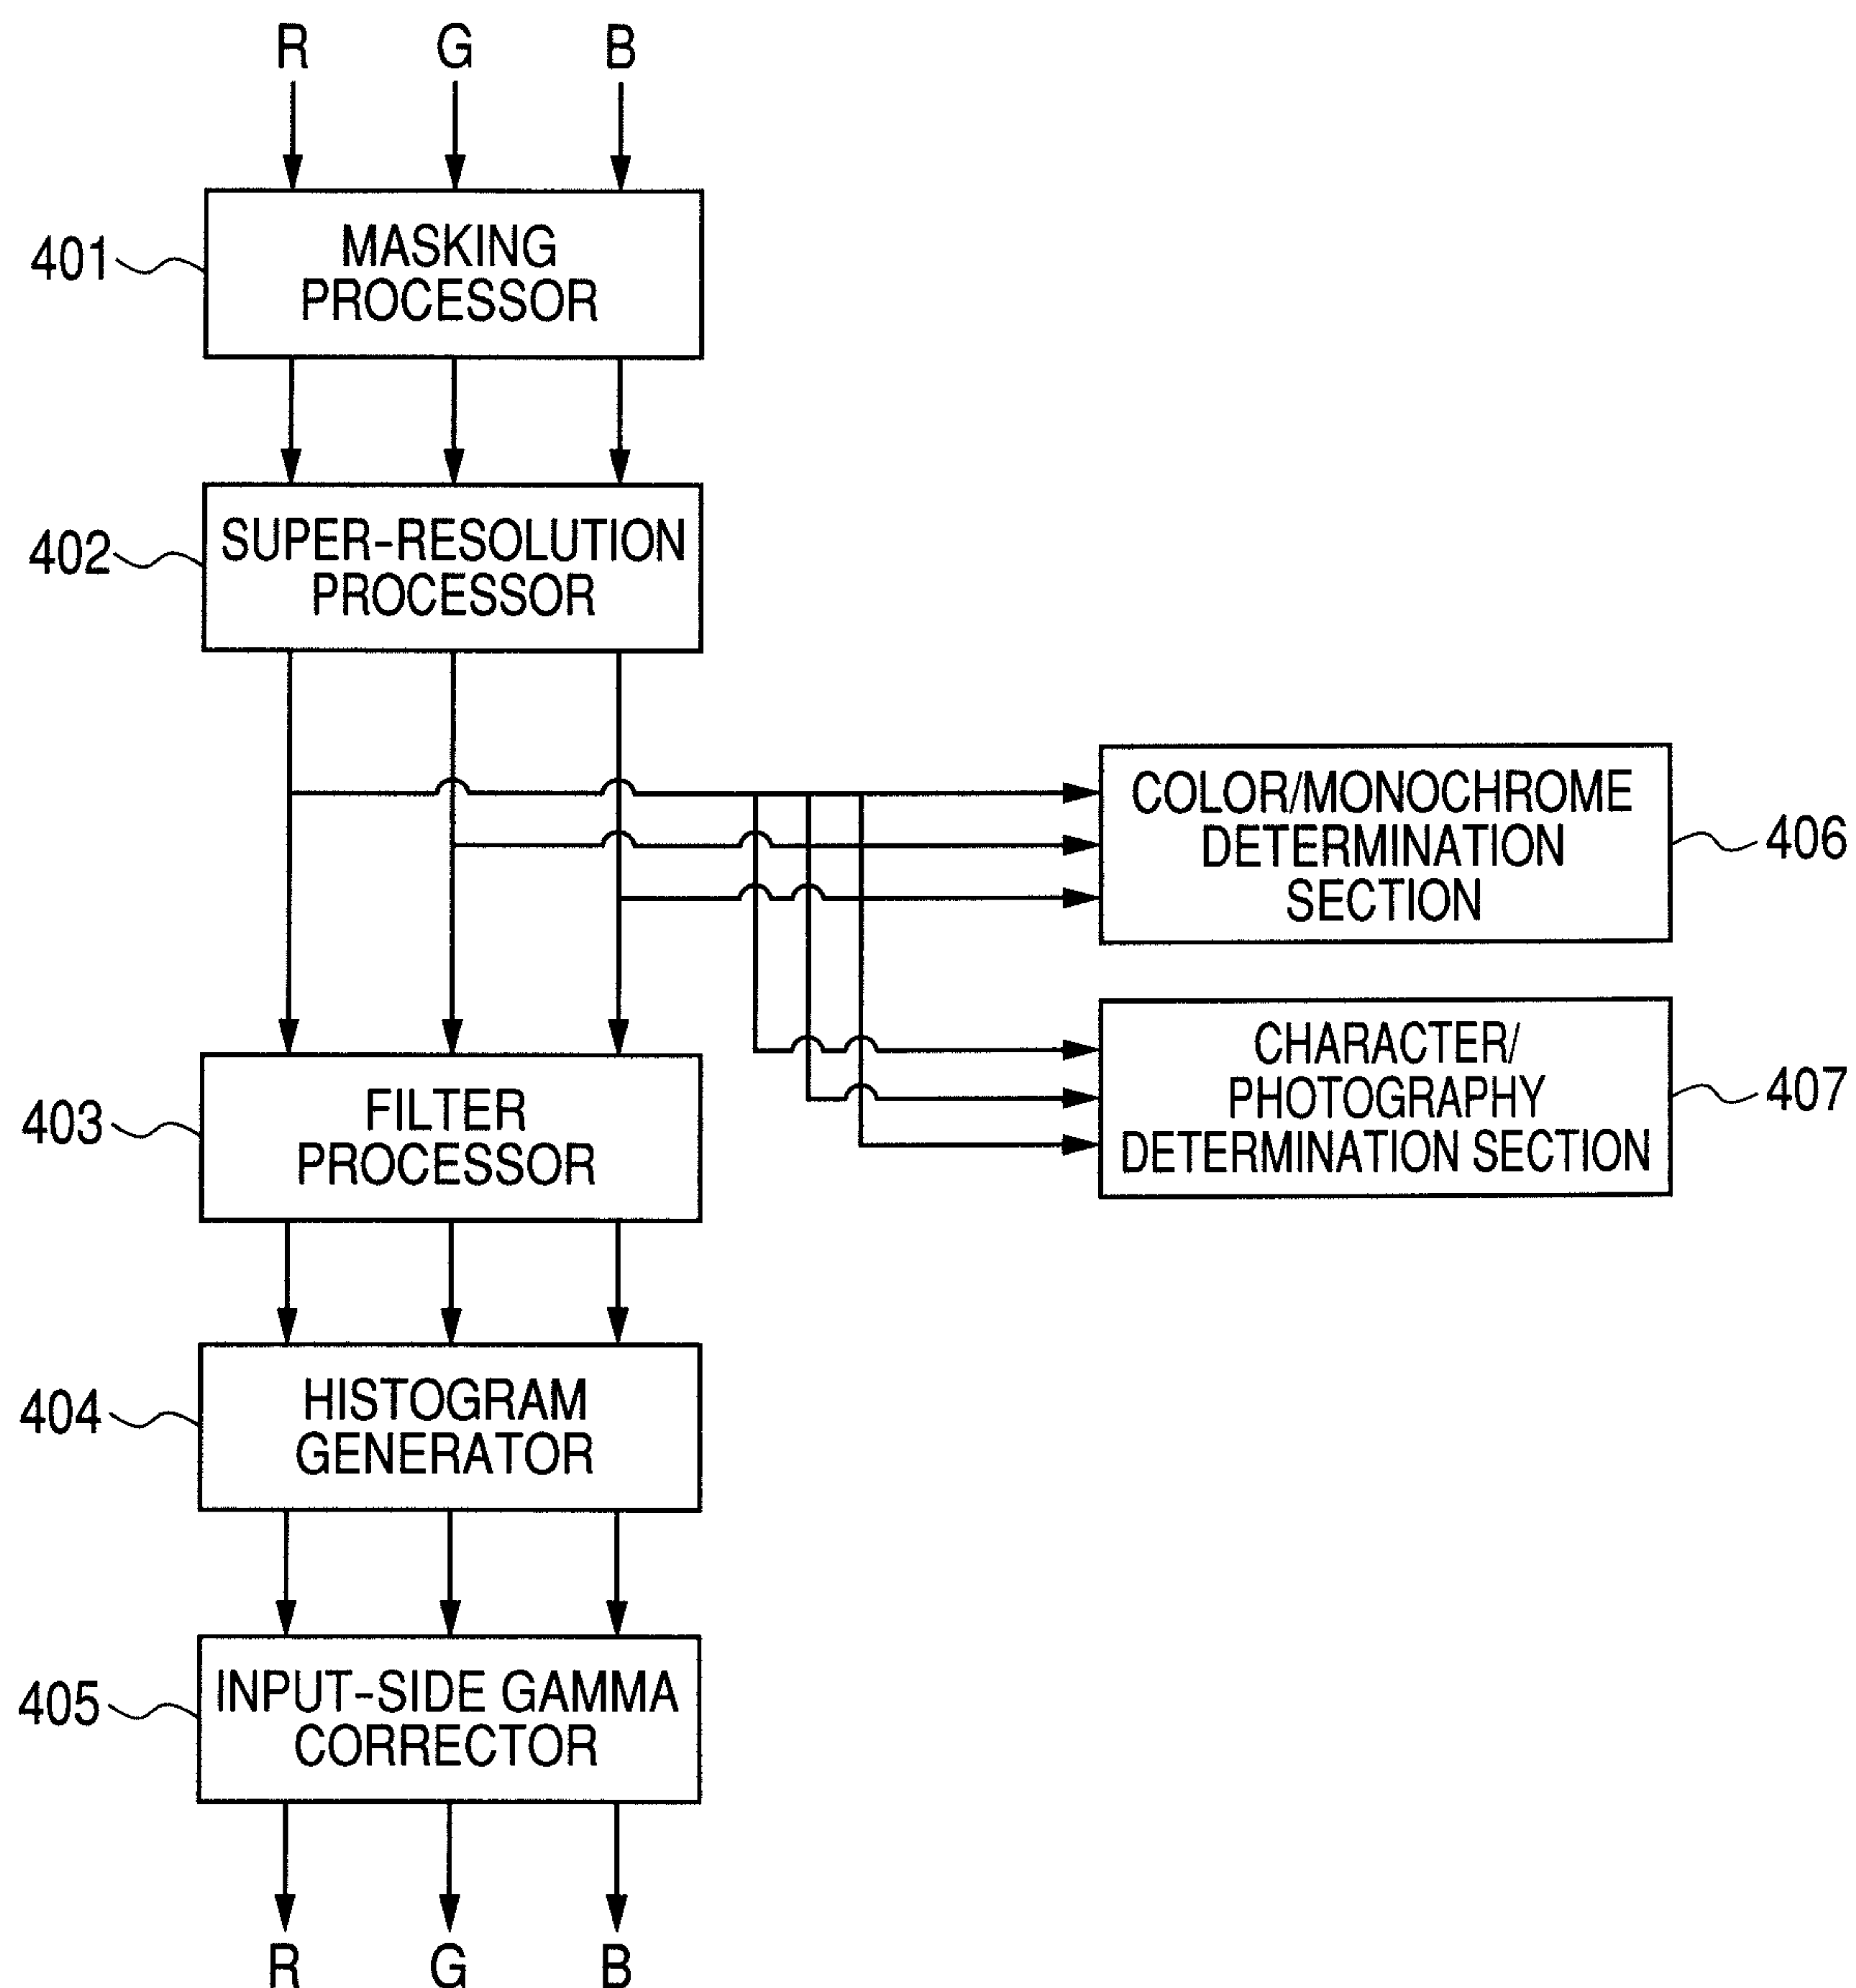 R G B
401
MASKING
PROCESSOR
402
SUPER-RESOLUTION
PROCESSOR
COLOR/MONOCHROME
DETERMINATION
SECTION
406
403
FILTER
PROCESSOR
CHARACTER/
PHOTOGRAPHY
DETERMINATION SECTION
407
404
HISTOGRAM
GENERATOR
405
INPUT-SIDE GAMMA
CORRECTOR
R G B